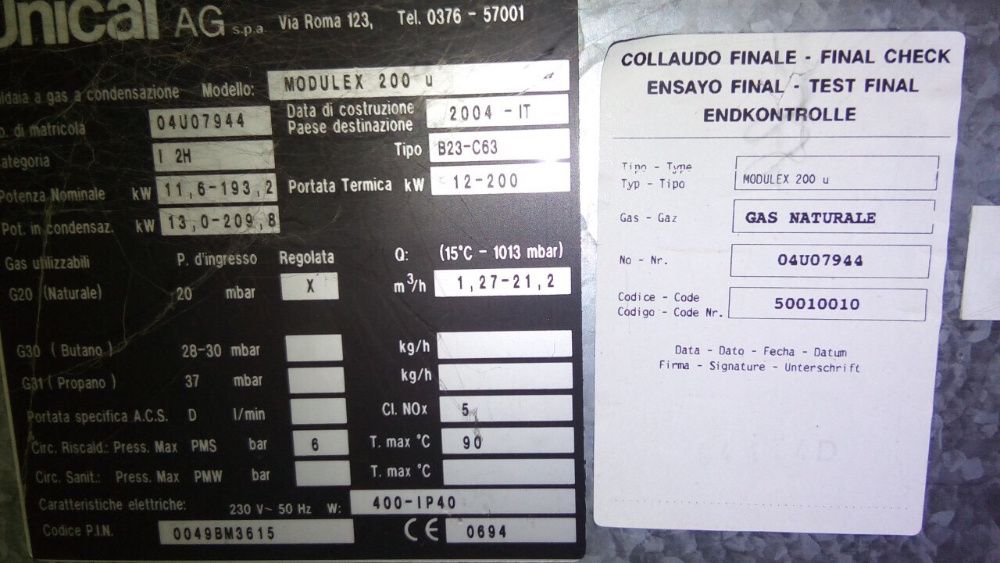 Unical AG s.p.a. Via Roma 123, Tel. 0376 - 57001
ldaia a gas a condensazione Modello: MODULEX 200 u
o. di matricola 04U07944 Data di costruzione Paese destinazione 2004 - IT
ategoria I 2H Tipo B23-C63
Potenza Nominale kW 11,6-193,2 Portata Termica kW 12-200
Pot. in condensaz. kW 13,0-209,8
Gas utilizzabili P. d'ingresso Regolata Q: (15°C - 1013 mbar)
G20 (Naturale) 20 mbar X m³/h 1,27-21,2
G30 ( Butano ) 28-30 mbar kg/h
G31 ( Propano ) 37 mbar kg/h
Portata specifica A.C.S. D l/min Cl. NOx 5
Circ. Riscald.: Press. Max PMS bar 6 T. max °C 90
Circ. Sanit.: Press. Max PMW bar T. max °C
Caratteristiche elettriche: 230 V~ 50 Hz W: 400-IP40
Codice P.I.N. 0049BM3615 CE 0694
COLLAUDO FINALE - FINAL CHECK
ENSAYO FINAL - TEST FINAL
ENDKONTROLLE
Tipo - Type
Typ - Tipo MODULEX 200 u
Gas - Gaz GAS NATURALE
No - Nr. 04U07944
Codice - Code
Código - Code Nr. 50010010
Data - Dato - Fecha - Datum
Firma - Signature - Unterschrift